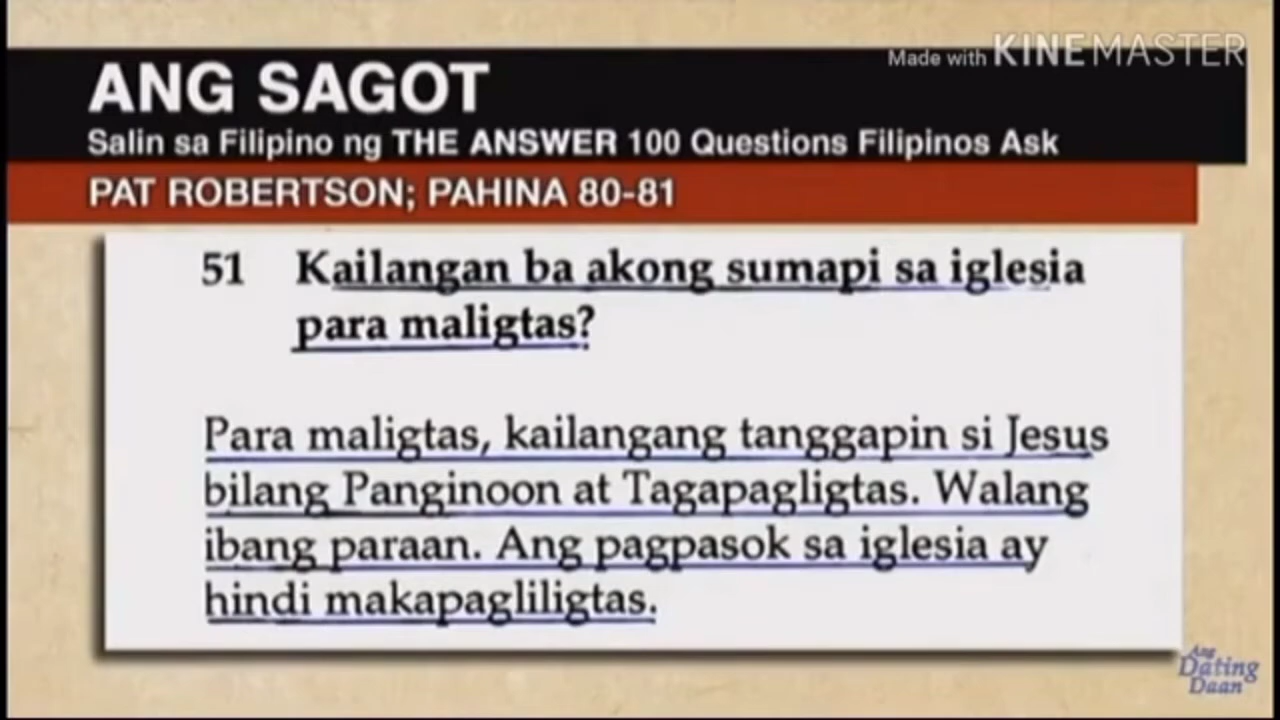 Made with KINEMASTER
ANG SAGOT
Salin sa Filipino ng THE ANSWER 100 Questions Filipinos Ask
PAT ROBERTSON; PAHINA 80-81
51 Kailangan ba akong sumapi sa iglesia
para maligtas?
Para maligtas, kailangang tanggapin si Jesus
bilang Panginoon at Tagapagligtas. Walang
ibang paraan. Ang pagpasok sa iglesia ay
hindi makapagliligtas.
Ang
Dating
Daan